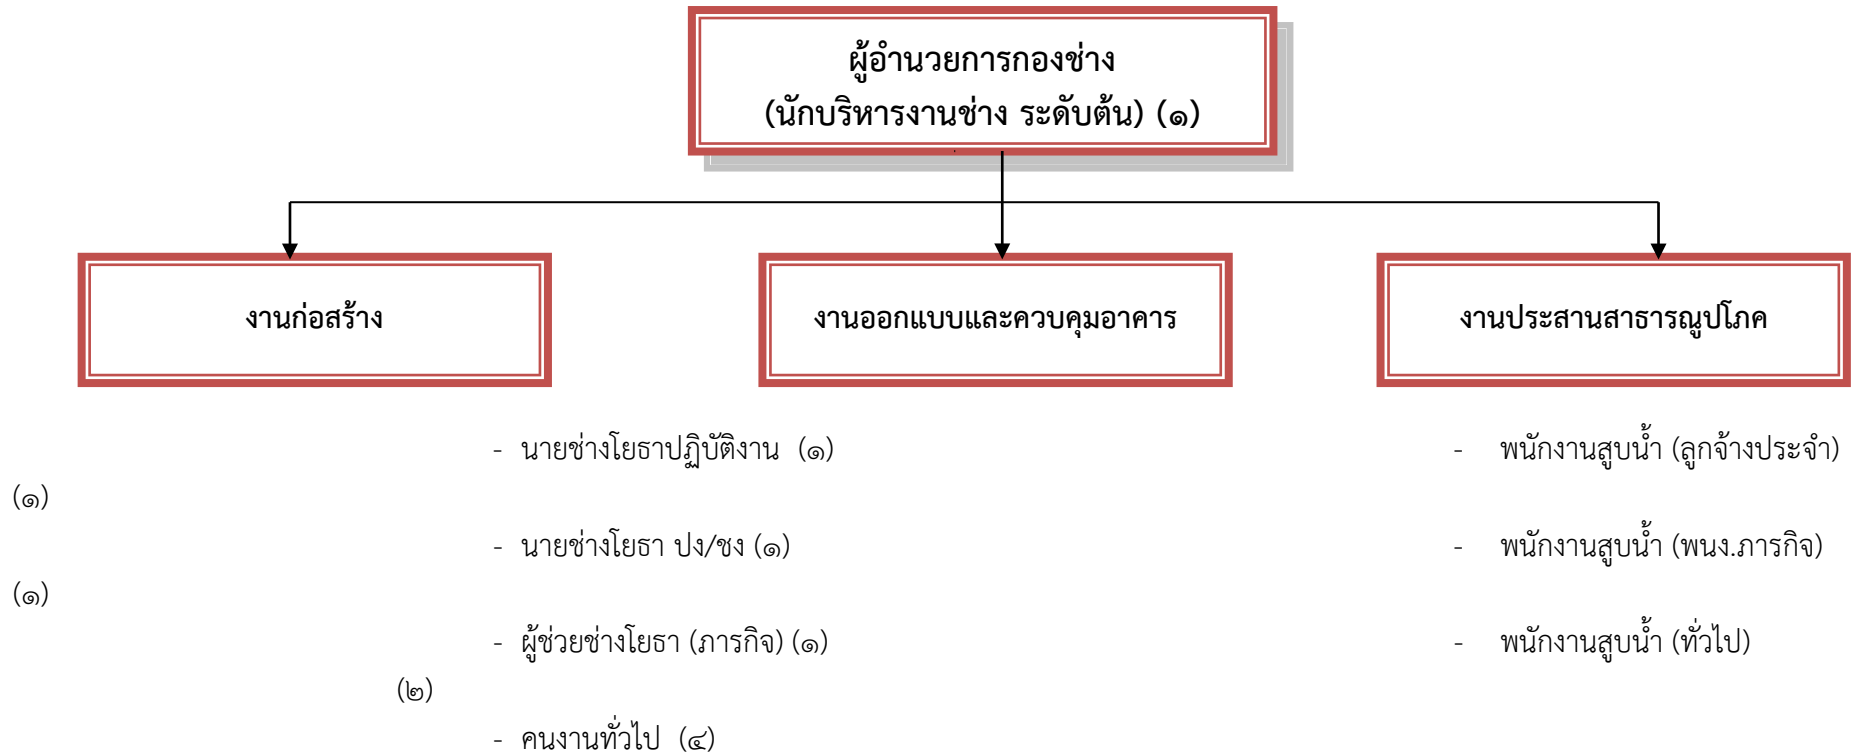 ผู้อำนวยการกองช่าง
(นักบริหารงานช่าง ระดับต้น) (๑)
งานก่อสร้าง
งานออกแบบและควบคุมอาคาร
งานประสานสาธารณูปโภค
- นายช่างโยธาปฏิบัติงาน (๑) - พนักงานสูบน้ำ (ลูกจ้างประจำ)
(๑)
- นายช่างโยธา ปง/ชง (๑) - พนักงานสูบน้ำ (พนง.ภารกิจ)
(๑)
- ผู้ช่วยช่างโยธา (ภารกิจ) (๑) - พนักงานสูบน้ำ (ทั่วไป)
(๒)
- คนงานทั่วไป (๔)